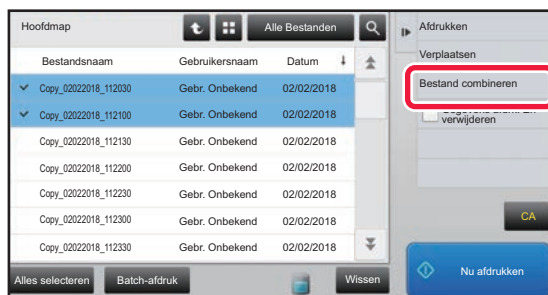 Hoofdmap
Alle Bestanden
Bestandsnaam Gebruikersnaam Datum
Copy_02022018_112030 Gebr. Onbekend 02/02/2018
Copy_02022018_112100 Gebr. Onbekend 02/02/2018
Copy_02022018_112130 Gebr. Onbekend 02/02/2018
Copy_02022018_112200 Gebr. Onbekend 02/02/2018
Copy_02022018_112230 Gebr. Onbekend 02/02/2018
Copy_02022018_112300 Gebr. Onbekend 02/02/2018
Copy_02022018_112330 Gebr. Onbekend 02/02/2018
Alles selecteren Batch-afdruk Wissen
Afdrukken
Verplaatsen
Bestand combineren
verwijderen
CA
Nu afdrukken